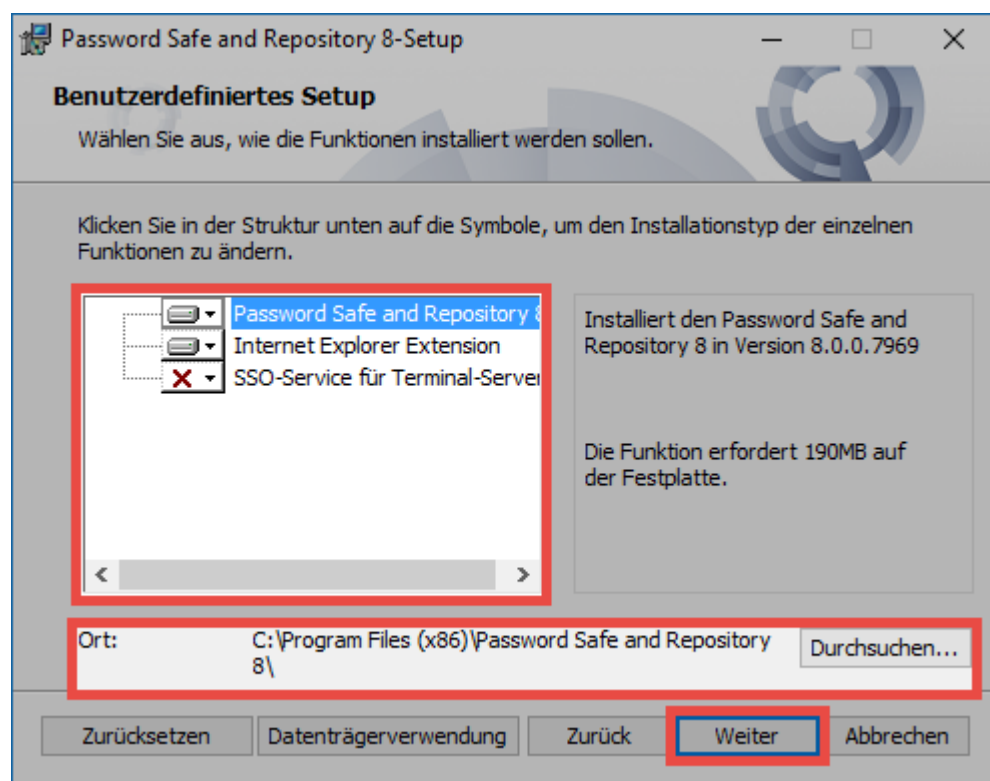 Password Safe and Repository 8-Setup
Benutzerdefiniertes Setup
Wählen Sie aus, wie die Funktionen installiert werden sollen.
Klicken Sie in der Struktur unten auf die Symbole, um den Installationstyp der einzelnen
Funktionen zu ändern.
Password Safe and Repository 8
Internet Explorer Extension
SSO-Service für Terminal-Server
Installiert den Password Safe and
Repository 8 in Version 8.0.0.7969
Die Funktion erfordert 190MB auf
der Festplatte.
Ort:
C:\Program Files (x86)\Password Safe and Repository
8\
Durchsuchen...
Zurücksetzen
Datenträgerverwendung
Zurück
Weiter
Abbrechen